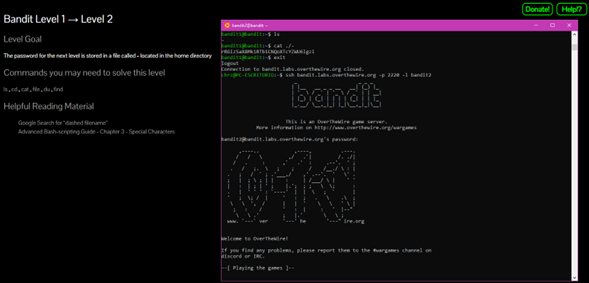 Donate!
Help!?
Bandit Level 1 → Level 2
Level Goal
The password for the next level is stored in a file called - located in the home directory
Commands you may need to solve this level
ls , cd , cat , file , du , find
Helpful Reading Material
Google Search for "dashed filename"
Advanced Bash-scripting Guide - Chapter 3 - Special Characters
bandit2@bandit: ~
bandit1@bandit:~$ ls
-
bandit1@bandit:~$ cat ./-
bandit1@bandit:~$ exit
logout
Connection to bandit.labs.overthewire.org closed.
$ ssh bandit.labs.overthewire.org -p 2220 -l bandit2
This is an OverTheWire game server.
More information on http://www.overthewire.org/wargames
bandit2@bandit.labs.overthewire.org's password:
www. ver he ire.org
Welcome to OverTheWire!
If you find any problems, please report them to the #wargames channel on
discord or IRC.
--[ Playing the games ]--